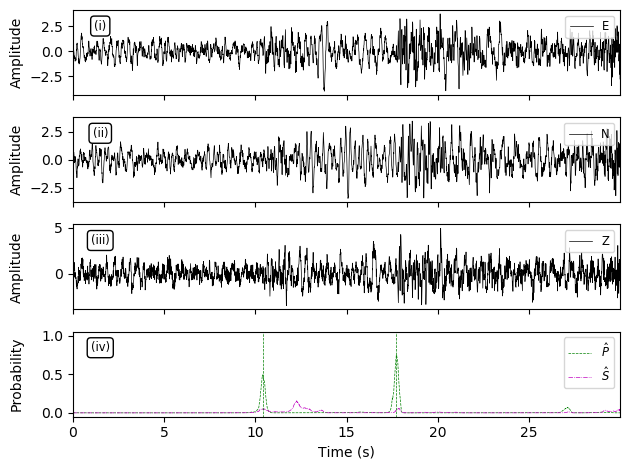 (i)
E
Amplitude
2.5
0.0
−2.5
(ii)
N
Amplitude
2.5
0.0
−2.5
(iii)
Z
Amplitude
5
0
(iv)
P̂
Ŝ
Probability
1.0
0.5
0.0
0 5 10 15 20 25
Time (s)